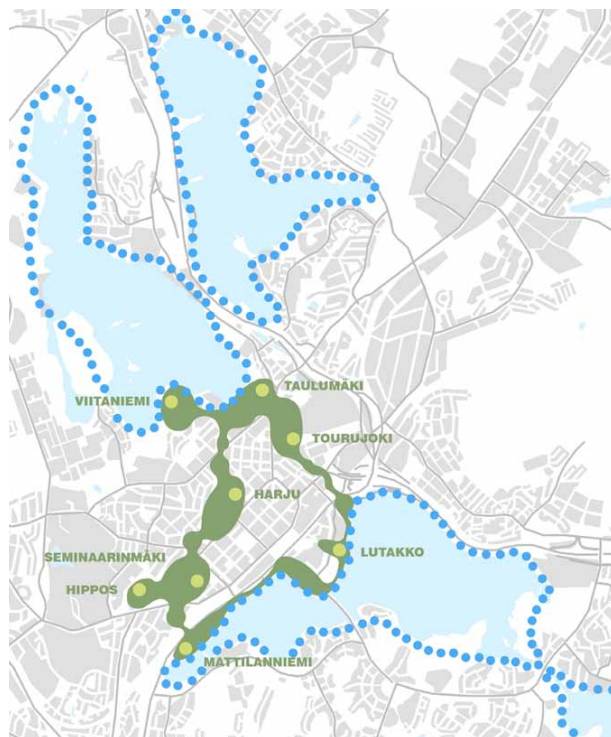 TAULUMÄKI
VIITANIEMI
TOURUJOKI
HARJU
LUTAKKO
SEMINAARINMÄKI
HIPPOS
MATTILANNIEMI